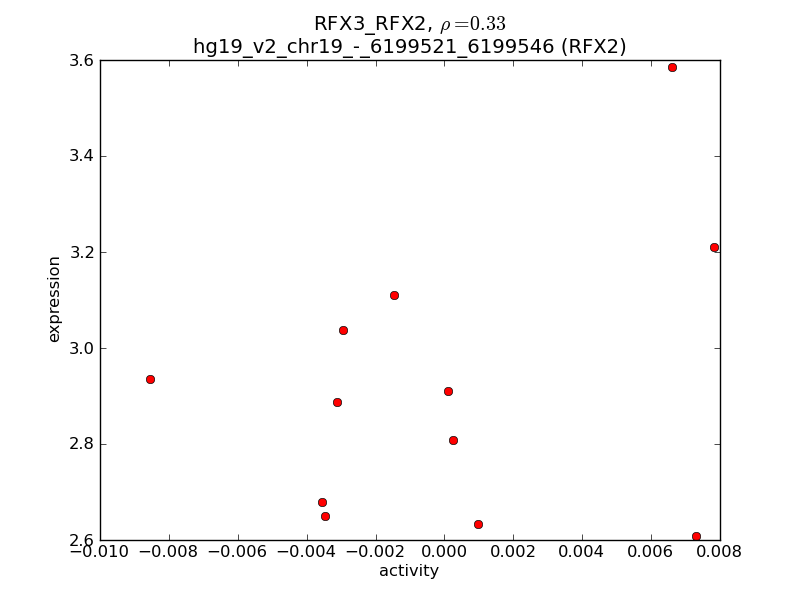 RFX3_RFX2, ρ=0.33
hg19_v2_chr19_-_6199521_6199546 (RFX2)
3.6
3.4
3.2
3.0
2.8
2.6
expression
−0.010 −0.008 −0.006 −0.004 −0.002 0.000 0.002 0.004 0.006 0.008
activity